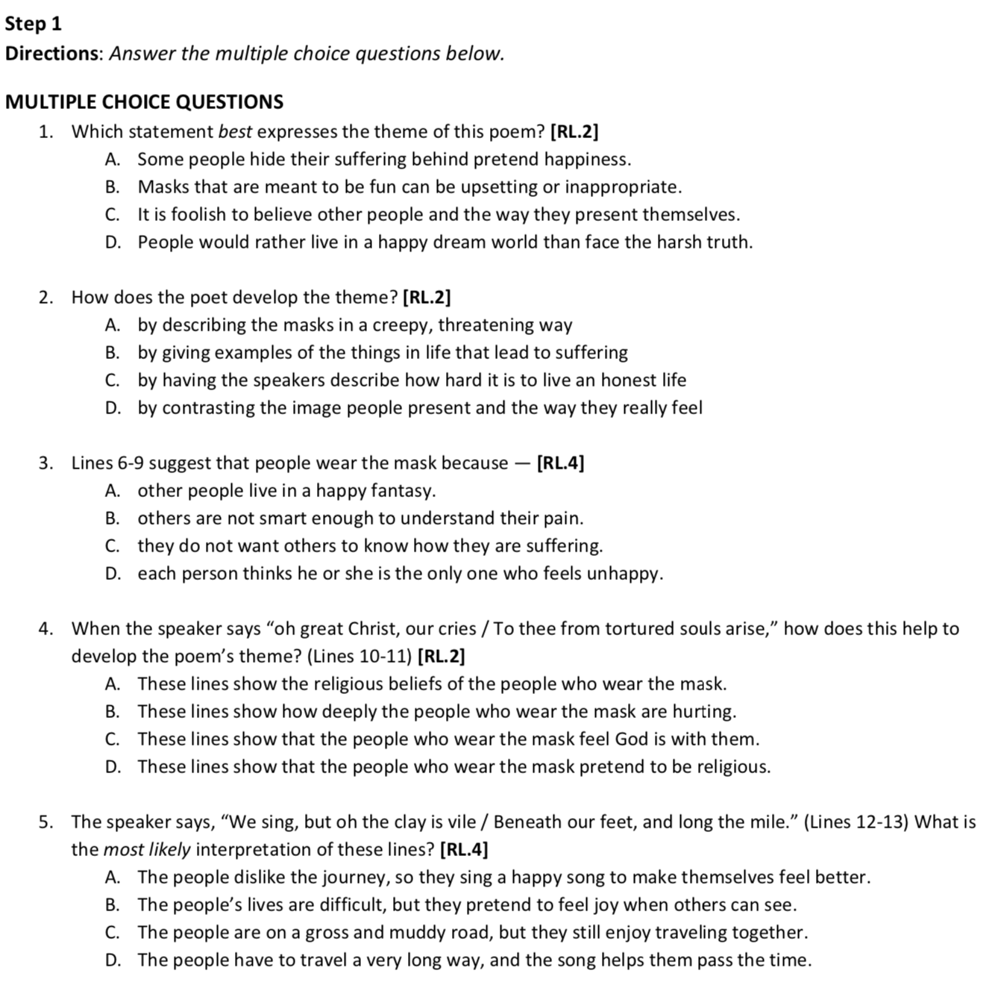 Step 1
Directions: Answer the multiple choice questions below.
MULTIPLE CHOICE QUESTIONS
1. Which statement best expresses the theme of this poem? [RL.2]
A. Some people hide their suffering behind pretend happiness.
B. Masks that are meant to be fun can be upsetting or inappropriate.
C. It is foolish to believe other people and the way they present themselves.
D. People would rather live in a happy dream world than face the harsh truth.
2. How does the poet develop the theme? [RL.2]
A. by describing the masks in a creepy, threatening way
B. by giving examples of the things in life that lead to suffering
C. by having the speakers describe how hard it is to live an honest life
D. by contrasting the image people present and the way they really feel
3. Lines 6-9 suggest that people wear the mask because — [RL.4]
A. other people live in a happy fantasy.
B. others are not smart enough to understand their pain.
C. they do not want others to know how they are suffering.
D. each person thinks he or she is the only one who feels unhappy.
4. When the speaker says “oh great Christ, our cries / To thee from tortured souls arise,” how does this help to
develop the poem’s theme? (Lines 10-11) [RL.2]
A. These lines show the religious beliefs of the people who wear the mask.
B. These lines show how deeply the people who wear the mask are hurting.
C. These lines show that the people who wear the mask feel God is with them.
D. These lines show that the people who wear the mask pretend to be religious.
5. The speaker says, “We sing, but oh the clay is vile / Beneath our feet, and long the mile.” (Lines 12-13) What is
the most likely interpretation of these lines? [RL.4]
A. The people dislike the journey, so they sing a happy song to make themselves feel better.
B. The people’s lives are difficult, but they pretend to feel joy when others can see.
C. The people are on a gross and muddy road, but they still enjoy traveling together.
D. The people have to travel a very long way, and the song helps them pass the time.